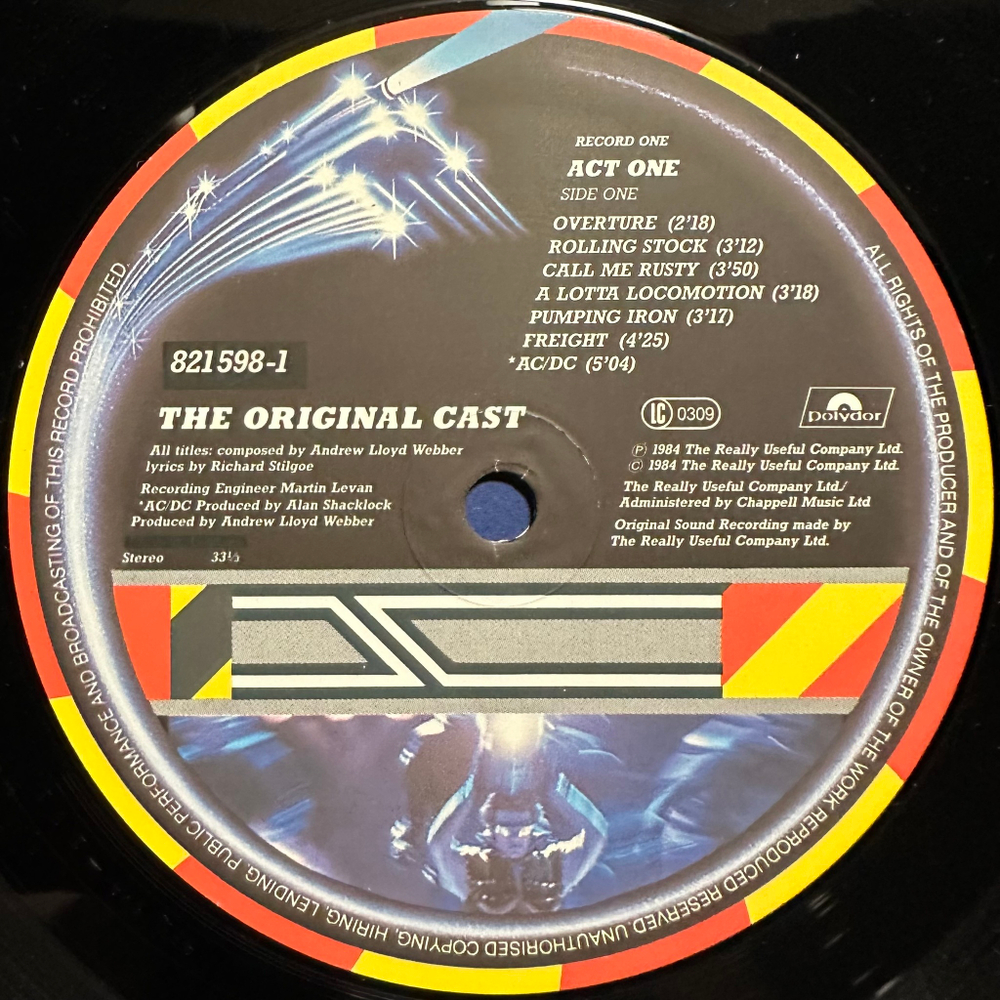 RECORD ONE
ACT ONE
SIDE ONE
OVERTURE (2'18)
ROLLING STOCK (3'12)
CALL ME RUSTY (3'50)
A LOTTA LOCOMOTION (3'18)
PUMPING IRON (3'17)
FREIGHT (4'25)
*AC/DC (5'04)
821 598-1
THE ORIGINAL CAST
All titles: composed by Andrew Lloyd Webber
lyrics by Richard Stilgoe
Recording Engineer Martin Levan
*AC/DC Produced by Alan Shacklock
Produced by Andrew Lloyd Webber
Stereo 33⅓
LC 0309
polydor
Ⓟ 1984 The Really Useful Company Ltd.
© 1984 The Really Useful Company Ltd.
The Really Useful Company Ltd/
Administered by Chappell Music Ltd
Original Sound Recording made by
The Really Useful Company Ltd.
ALL RIGHTS OF THE PRODUCER AND OF THE OWNER OF THE WORK REPRODUCED RESERVED. UNAUTHORISED COPYING, HIRING, LENDING, PUBLIC PERFORMANCE AND BROADCASTING OF THIS RECORD PROHIBITED.